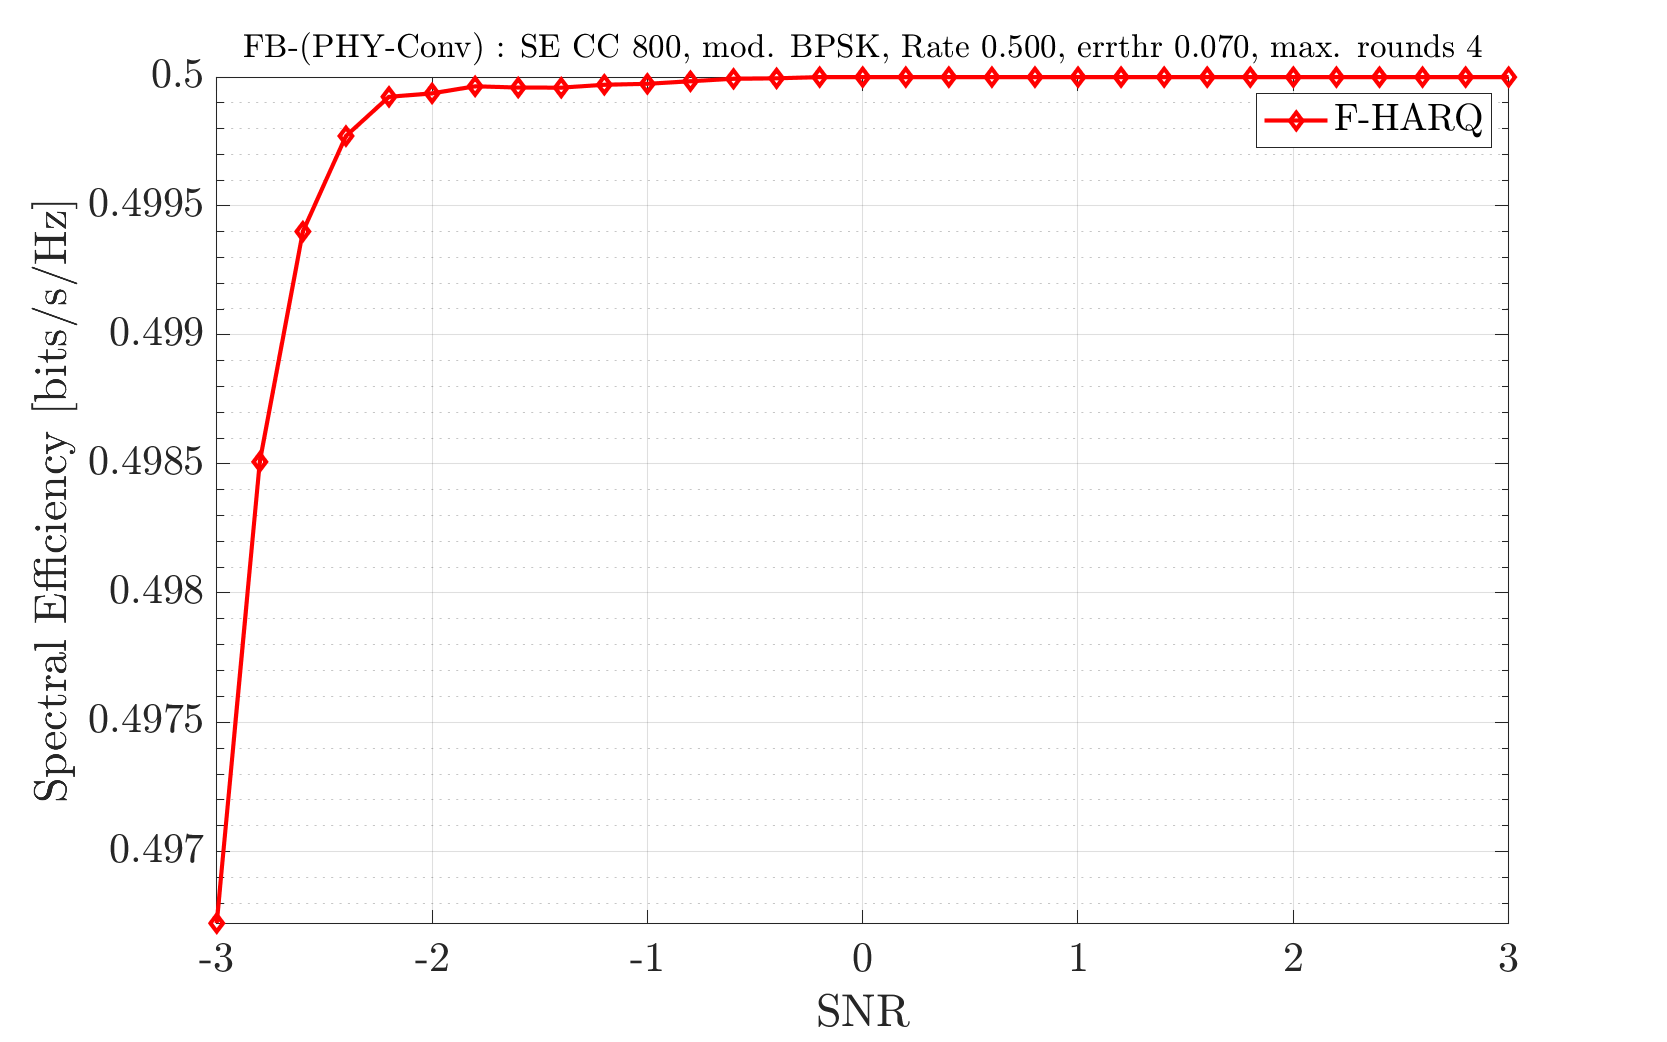 FB-(PHY-Conv) : SE CC 800, mod. BPSK, Rate 0.500, errthr 0.070, max. rounds 4
0.5
F-HARQ
0.4995
0.499
0.4985
0.498
0.4975
0.497
Spectral Efficiency [bits/s/Hz]
-3 -2 -1 0 1 2 3
SNR